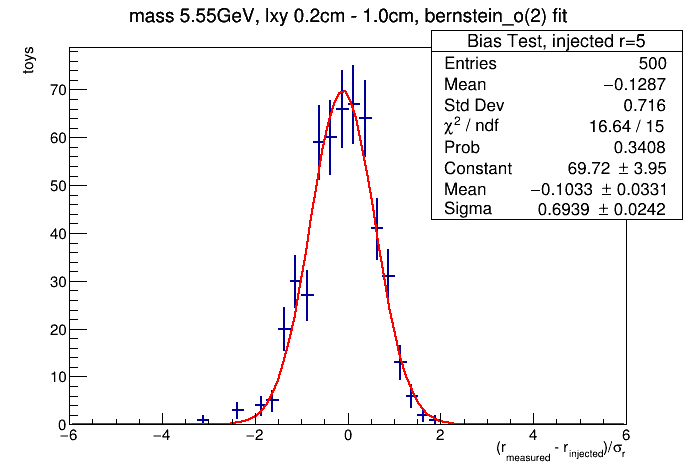 mass 5.55GeV, lxy 0.2cm - 1.0cm, bernstein_o(2) fit
Bias Test, injected r=5
Entries 500
Mean −0.1287
Std Dev 0.716
χ² / ndf 16.64 / 15
Prob 0.3408
Constant 69.72 ± 3.95
Mean −0.1033 ± 0.0331
Sigma 0.6939 ± 0.0242
toys
70
60
50
40
30
20
10
0
−6 −4 −2 0 2 4 6
(r_measured - r_injected)/σ_r